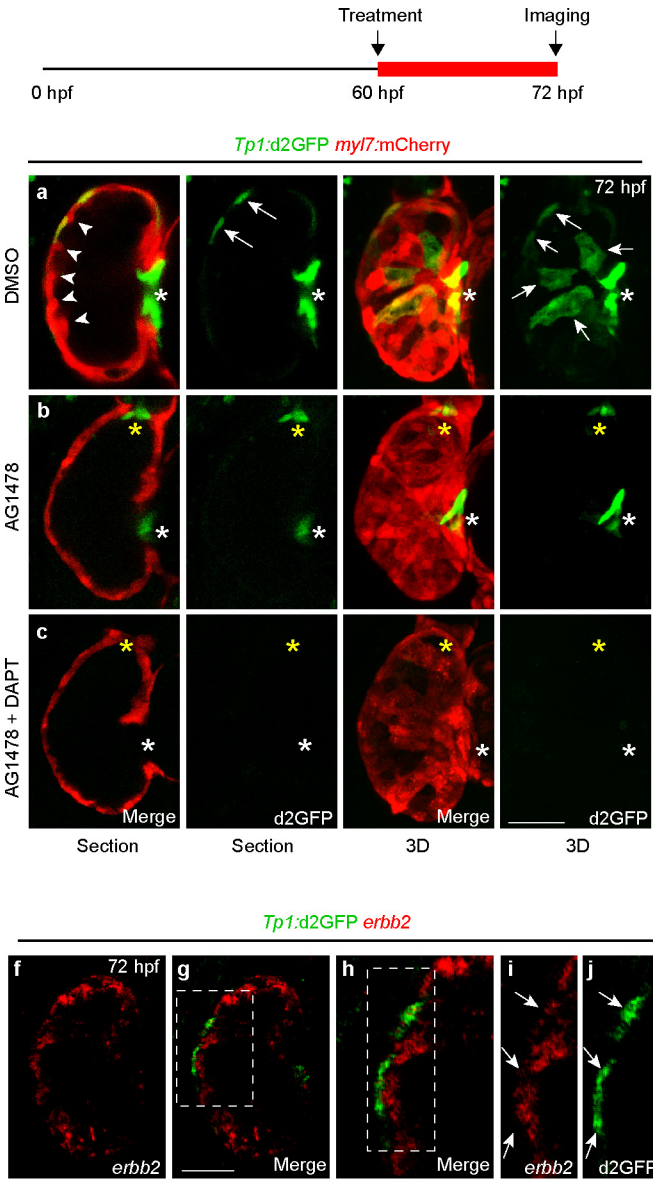 Treatment Imaging
0 hpf 60 hpf 72 hpf
Tp1:d2GFP myl7:mCherry
a 72 hpf
DMSO
*
*
*
*
b
AG1478
* * * *
* * * *
c
AG1478 + DAPT
* * * *
* * * *
Merge d2GFP Merge d2GFP
Section Section 3D 3D
Tp1:d2GFP erbb2
f 72 hpf g h i j
erbb2 Merge Merge erbb2 d2GFP